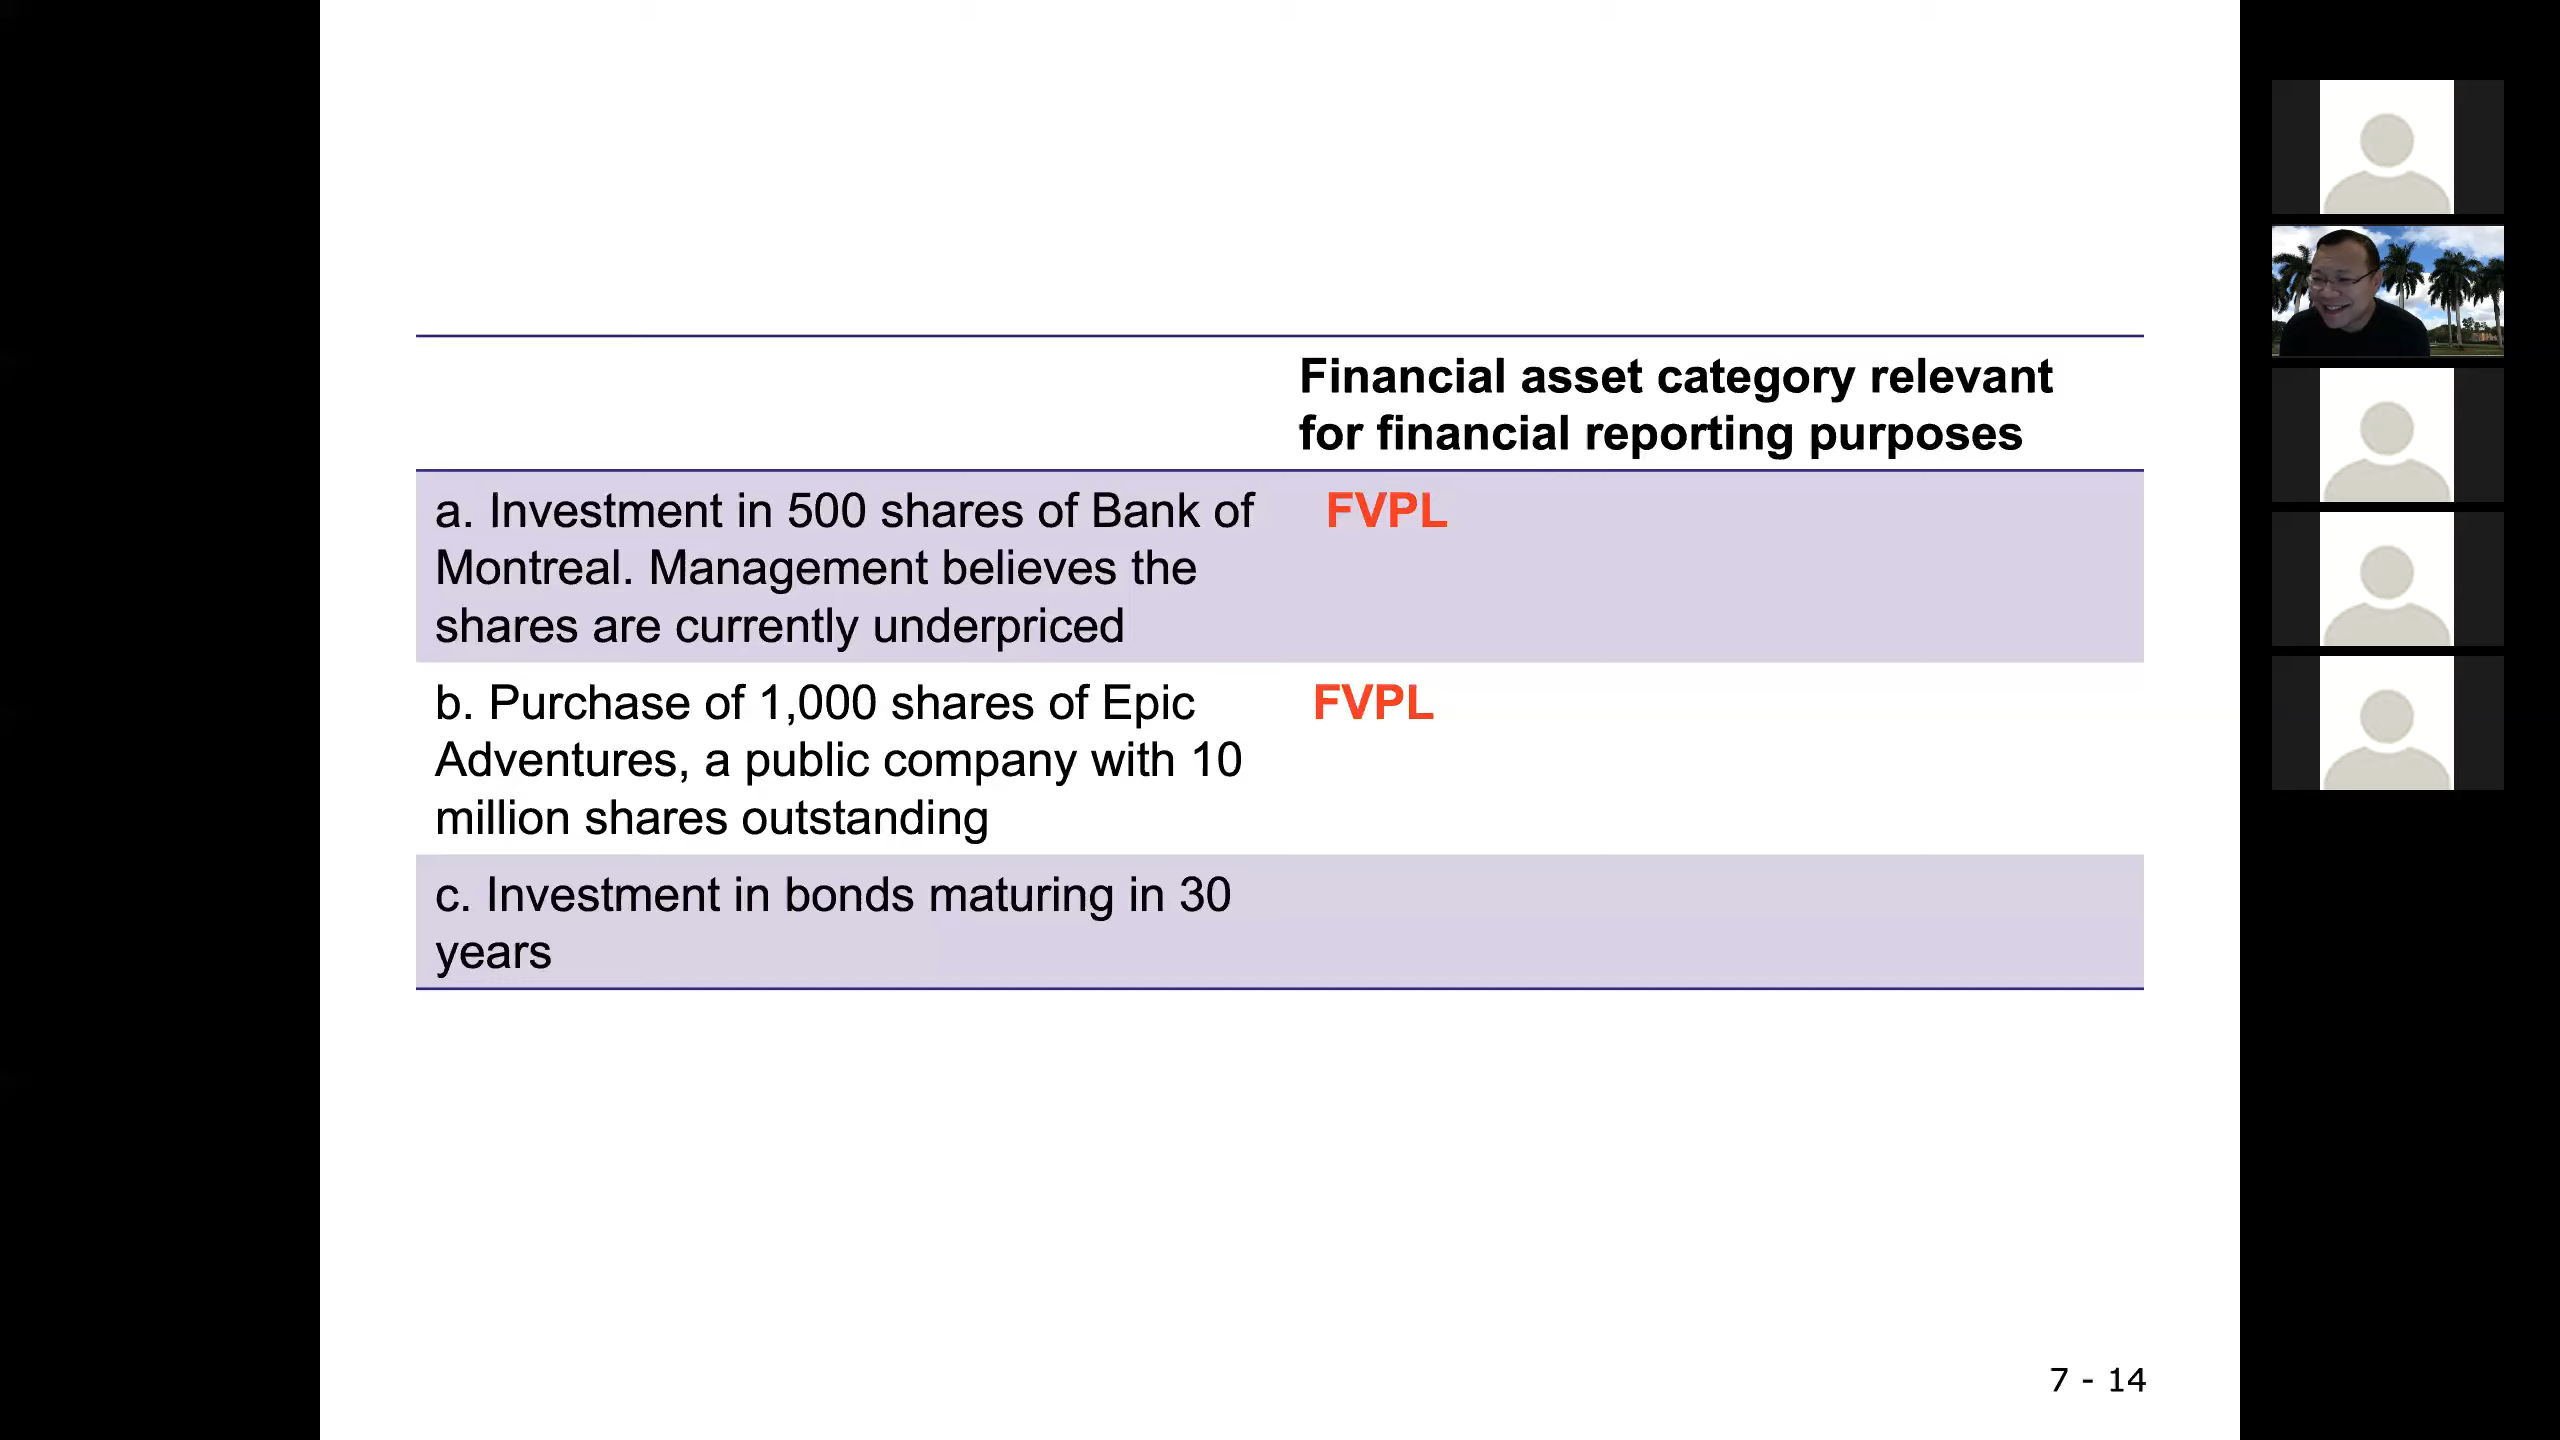 Financial asset category relevant
for financial reporting purposes
a. Investment in 500 shares of Bank of
Montreal. Management believes the
shares are currently underpriced
FVPL
b. Purchase of 1,000 shares of Epic
Adventures, a public company with 10
million shares outstanding
FVPL
c. Investment in bonds maturing in 30
years
7 - 14